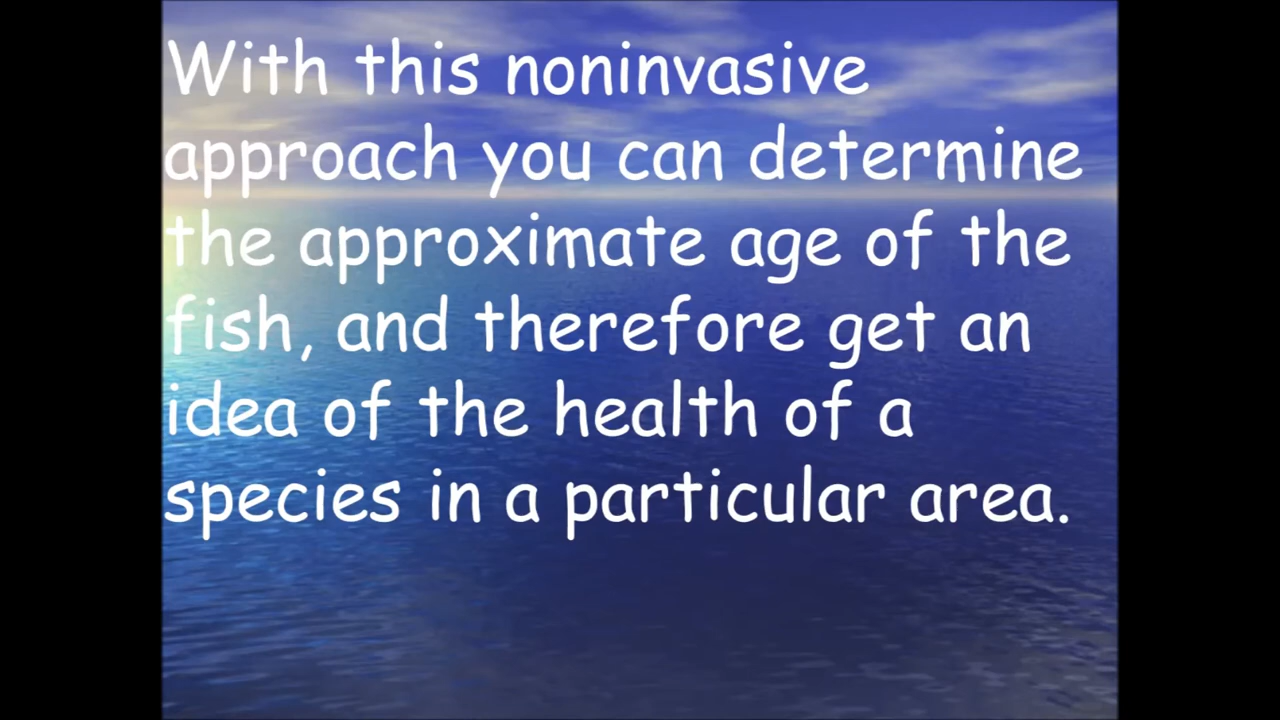 With this noninvasive
approach you can determine
the approximate age of the
fish, and therefore get an
idea of the health of a
species in a particular area.